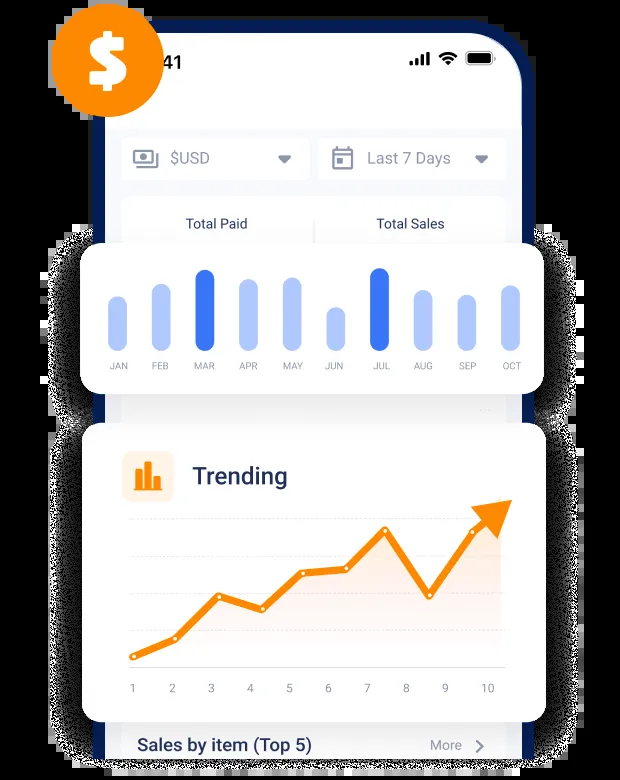 $
41
$USD
Last 7 Days
Total Paid
Total Sales
JAN FEB MAR APR MAY JUN JUL AUG SEP OCT
...
Trending
1 2 3 4 5 6 7 8 9 10
Sales by item (Top 5)
More